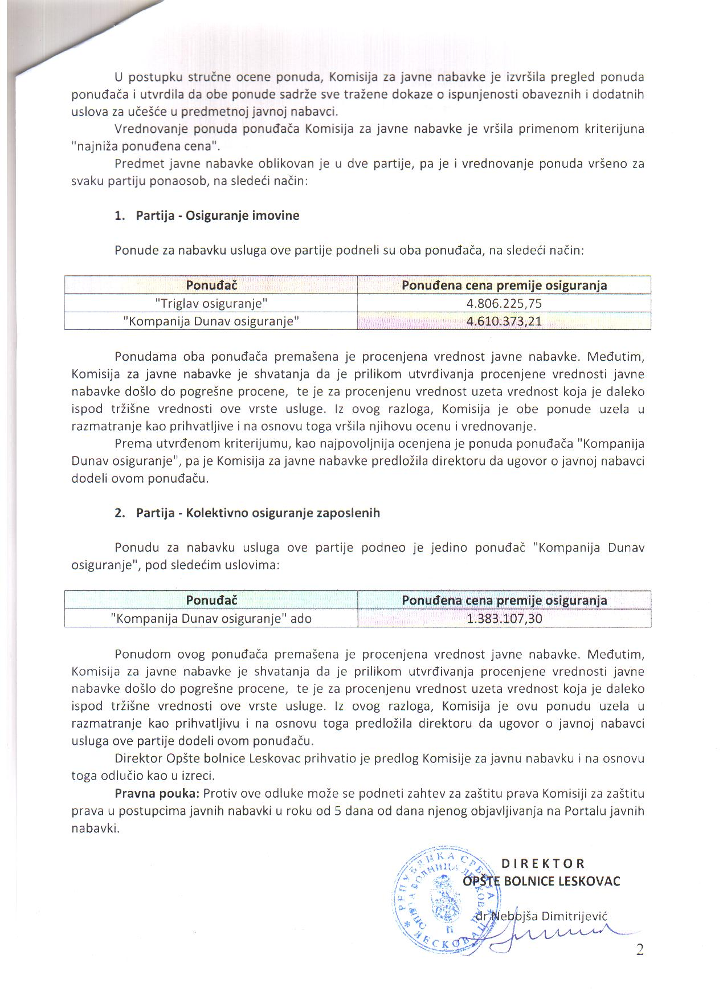 U postupku stručne ocene ponuda, Komisija za javne nabavke je izvršila pregled ponuda
ponuđača i utvrdila da obe ponude sadrže sve tražene dokaze o ispunjenosti obaveznih i dodatnih
uslova za učešće u predmetnoj javnoj nabavci.
Vrednovanje ponuda ponuđača Komisija za javne nabavke je vršila primenom kriterijuna
"najniža ponuđena cena".
Predmet javne nabavke oblikovan je u dve partije, pa je i vrednovanje ponuda vršeno za
svaku partiju ponaosob, na sledeći način:
1. Partija - Osiguranje imovine
Ponude za nabavku usluga ove partije podneli su oba ponuđača, na sledeći način:
Ponuđač Ponuđena cena premije osiguranja
"Triglav osiguranje" 4.806.225,75
"Kompanija Dunav osiguranje" 4.610.373,21
Ponudama oba ponuđača premašena je procenjena vrednost javne nabavke. Međutim,
Komisija za javne nabavke je shvatanja da je prilikom utvrđivanja procenjene vrednosti javne
nabavke došlo do pogrešne procene, te je za procenjenu vrednost uzeta vrednost koja je daleko
ispod tržišne vrednosti ove vrste usluge. Iz ovog razloga, Komisija je obe ponude uzela u
razmatranje kao prihvatljive i na osnovu toga vršila njihovu ocenu i vrednovanje.
Prema utvrđenom kriterijumu, kao najpovoljnija ocenjena je ponuda ponuđača "Kompanija
Dunav osiguranje", pa je Komisija za javne nabavke predložila direktoru da ugovor o javnoj nabavci
dodeli ovom ponuđaču.
2. Partija - Kolektivno osiguranje zaposlenih
Ponudu za nabavku usluga ove partije podneo je jedino ponuđač "Kompanija Dunav
osiguranje", pod sledećim uslovima:
Ponuđač Ponuđena cena premije osiguranja
"Kompanija Dunav osiguranje" ado 1.383.107,30
Ponudom ovog ponuđača premašena je procenjena vrednost javne nabavke. Međutim,
Komisija za javne nabavke je shvatanja da je prilikom utvrđivanja procenjene vrednosti javne
nabavke došlo do pogrešne procene, te je za procenjenu vrednost uzeta vrednost koja je daleko
ispod tržišne vrednosti ove vrste usluge. Iz ovog razloga, Komisija je ovu ponudu uzela u
razmatranje kao prihvatljivu i na osnovu toga predložila direktoru da ugovor o javnoj nabavci
usluga ove partije dodeli ovom ponuđaču.
Direktor Opšte bolnice Leskovac prihvatio je predlog Komisije za javnu nabavku i na osnovu
toga odlučio kao u izreci.
Pravna pouka: Protiv ove odluke može se podneti zahtev za zaštitu prava Komisiji za zaštitu
prava u postupcima javnih nabavki u roku od 5 dana od dana njenog objavljivanja na Portalu javnih
nabavki.
DIREKTOR
OPŠTE BOLNICE LESKOVAC
dr Nebojša Dimitrijević
РЕПУБЛИКА СРБИЈА
ОПШТА БОЛНИЦА ЛЕСКОВАЦ
* ЛЕСКОВАЦ *
2